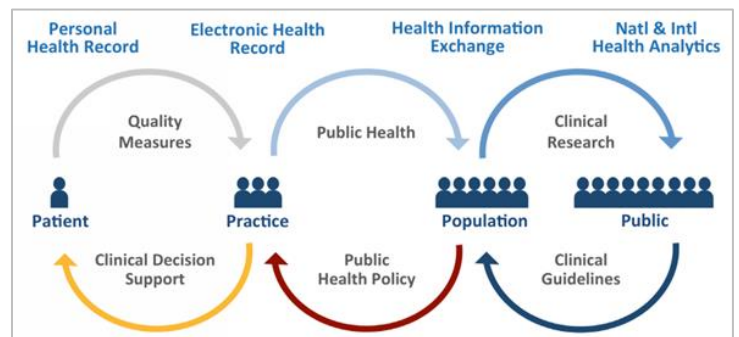 Personal
Health Record
Electronic Health
Record
Health Information
Exchange
Natl & Intl
Health Analytics
Quality
Measures
Public Health
Clinical
Research
Patient
Practice
Population
Public
Clinical Decision
Support
Public
Health Policy
Clinical
Guidelines